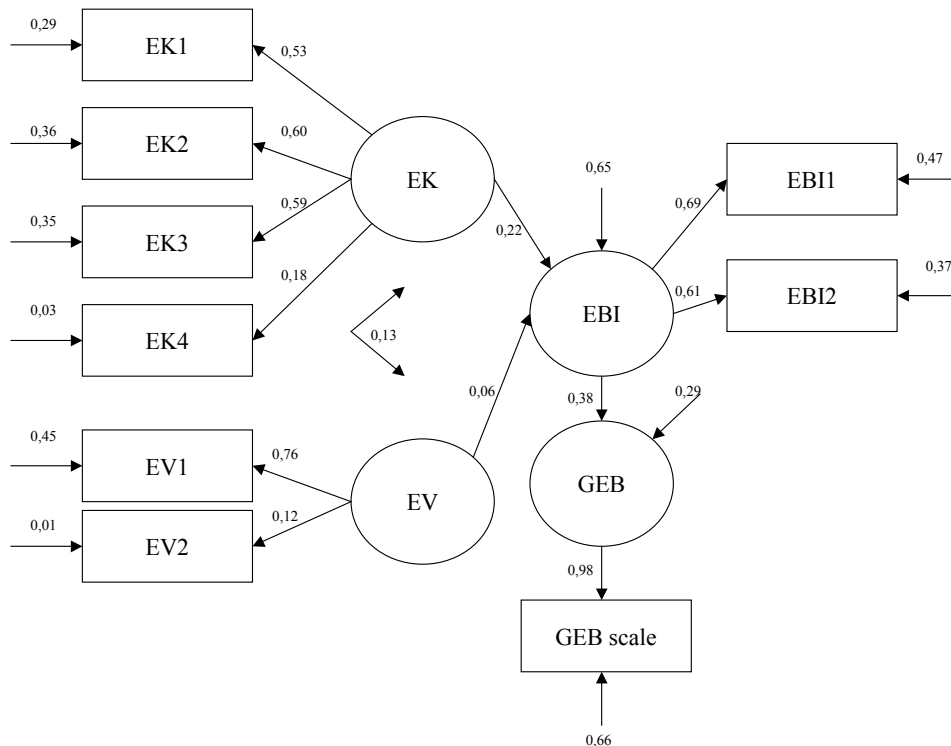 0,29
EK1
0,53
0,36
EK2
0,60
EK
0,65
0,47
EBI1
0,69
0,35
EK3
0,59
0,22
0,18
0,03
EK4
0,13
EBI
0,61
EBI2
0,37
0,06
0,38
0,29
0,45
EV1
0,76
EV
GEB
0,01
EV2
0,12
0,98
GEB scale
0,66